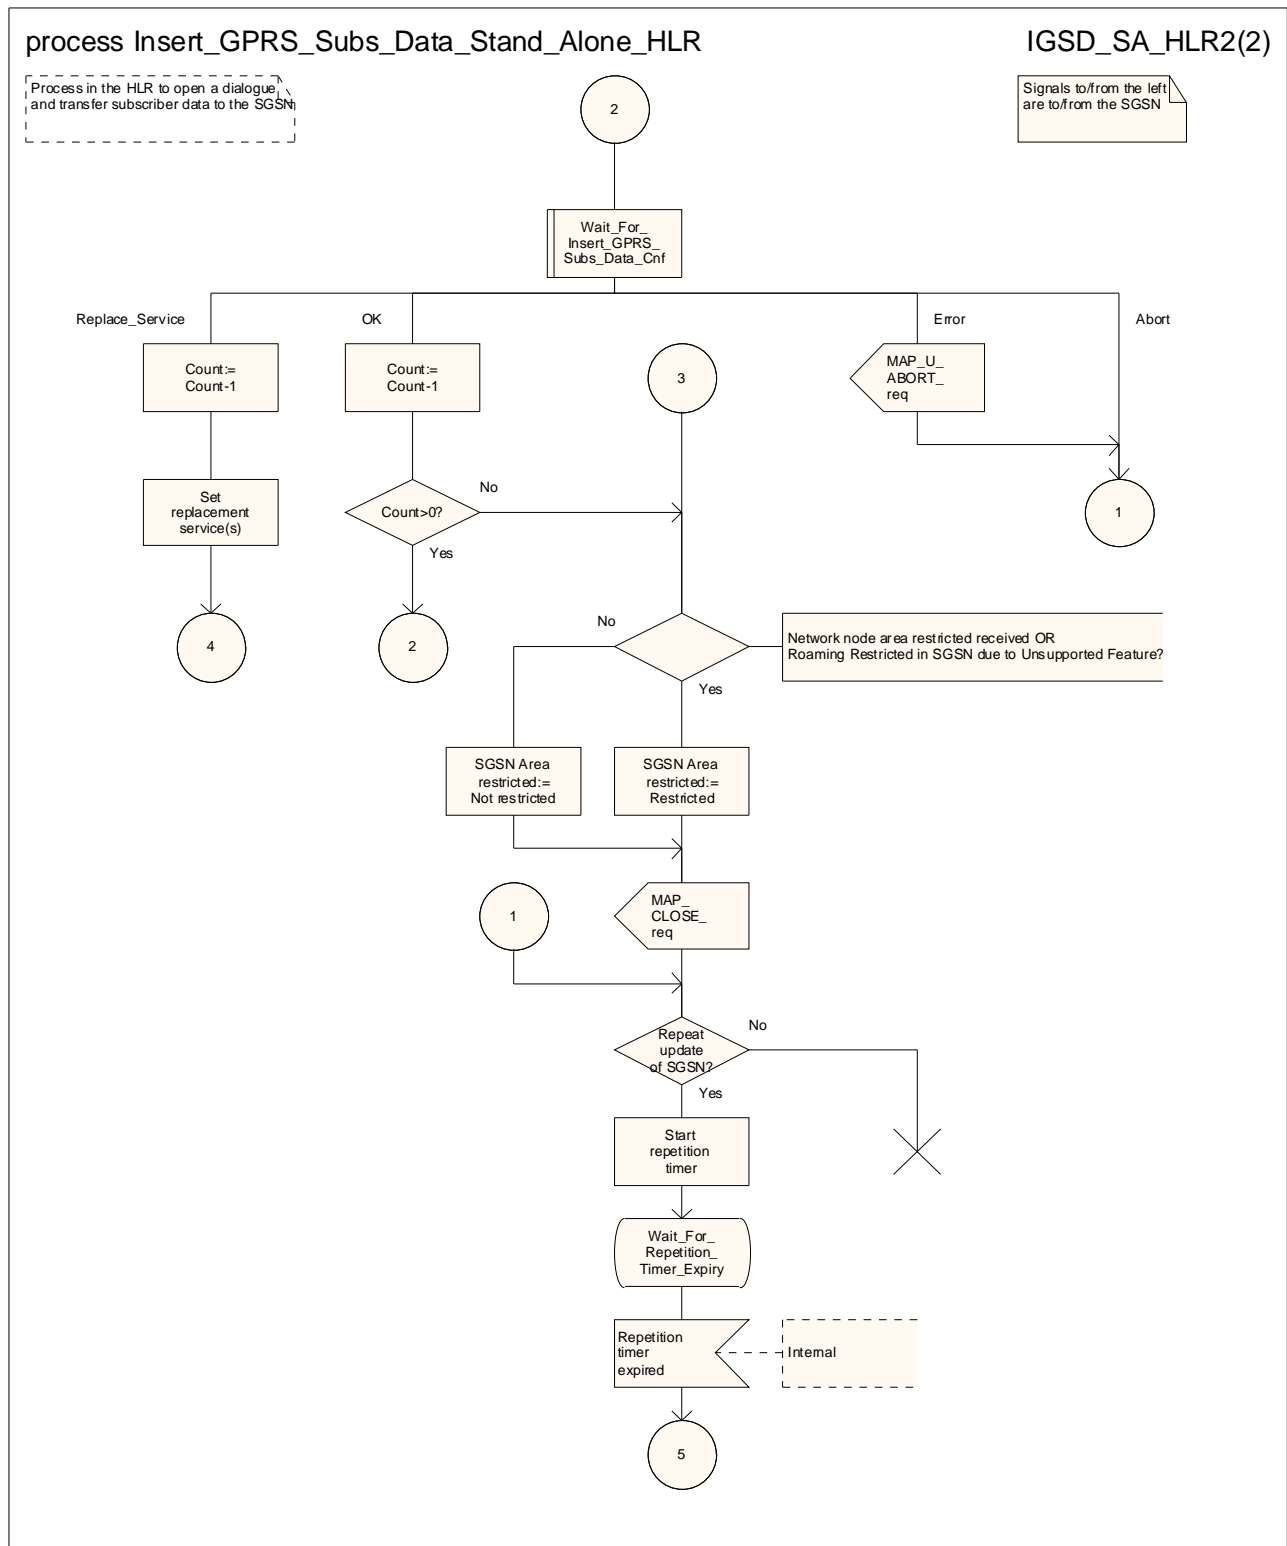 process Insert_GPRS_Subs_Data_Stand_Alone_HLR
IGSD_SA_HLR2(2)
Process in the HLR to open a dialogue
and transfer subscriber data to the SGSN
2
Signals to/from the left
are to/from the SGSN
Wait_For_
Insert_GPRS_
Subs_Data_Cnf
Replace_Service
OK
Error
Abort
Count:=
Count-1
Count:=
Count-1
3
MAP_U_
ABORT_
req
Set
replacement
service(s)
Count>0?
No
Yes
1
4
2
No
Yes
Network node area restricted received OR
Roaming Restricted in SGSN due to Unsupported Feature?
SGSN Area
restricted:=
Not restricted
SGSN Area
restricted:=
Restricted
1
MAP_
CLOSE_
req
Repeat
update
of SGSN?
No
Yes
Start
repetition
timer
Wait_For_
Repetition_
Timer_Expiry
Repetition
timer
expired
Internal
5